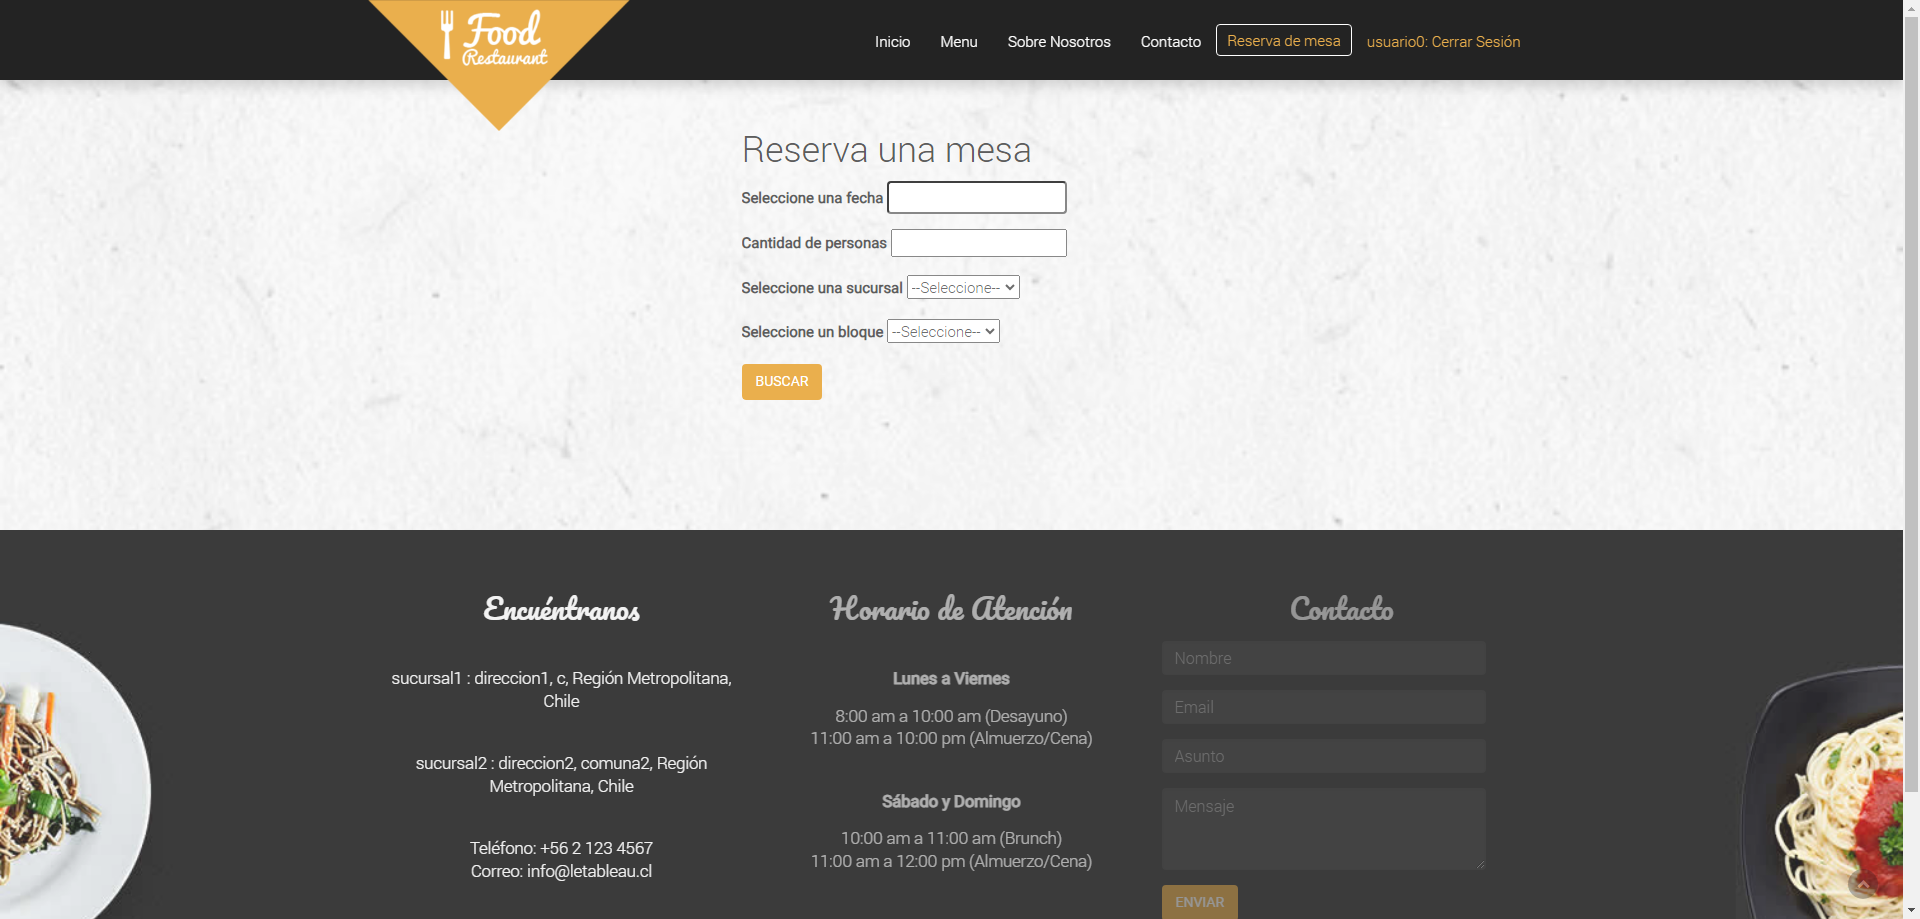 Food
Restaurant
Inicio
Menu
Sobre Nosotros
Contacto
Reserva de mesa
usuario0: Cerrar Sesión
Reserva una mesa
Seleccione una fecha
Cantidad de personas
Seleccione una sucursal --Seleccione--
Seleccione un bloque --Seleccione--
BUSCAR
Encuéntranos
sucursal1 : direccion1, c, Región Metropolitana,
Chile
sucursal2 : direccion2, comuna2, Región
Metropolitana, Chile
Teléfono: +56 2 123 4567
Correo: info@letableau.cl
Horario de Atención
Lunes a Viernes
8:00 am a 10:00 am (Desayuno)
11:00 am a 10:00 pm (Almuerzo/Cena)
Sábado y Domingo
10:00 am a 11:00 am (Brunch)
11:00 am a 12:00 pm (Almuerzo/Cena)
Contacto
Nombre
Email
Asunto
Mensaje
ENVIAR